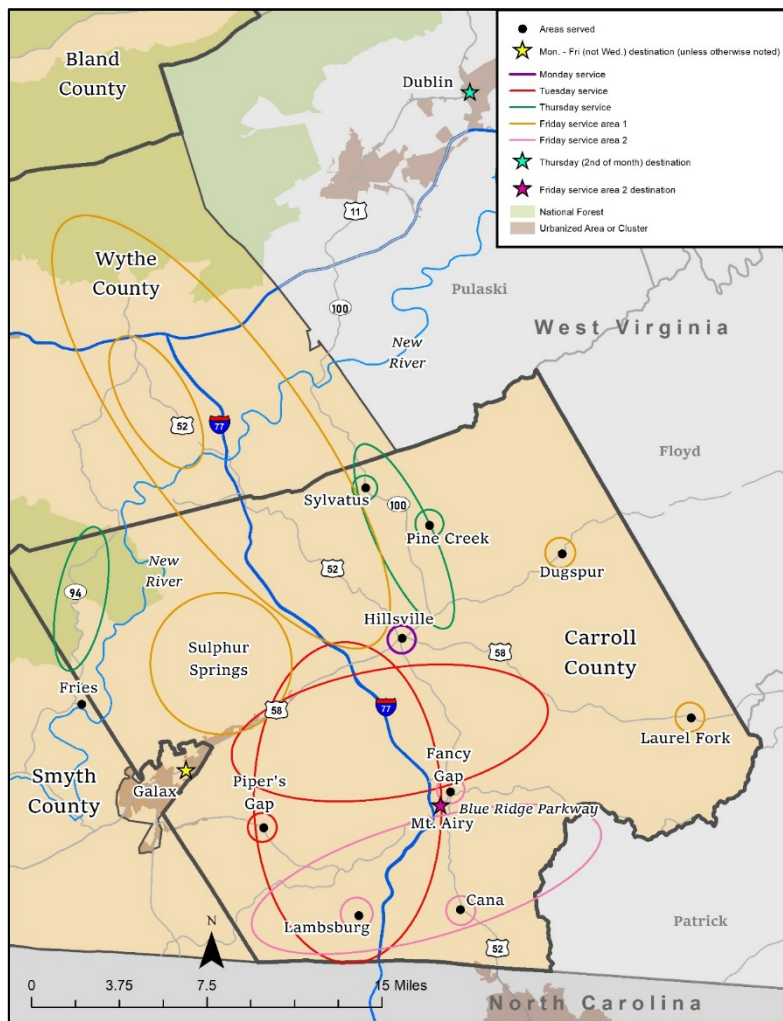 Areas served
Mon. - Fri (not Wed.) destination (unless otherwise noted)
Monday service
Tuesday service
Thursday service
Friday service area 1
Friday service area 2
Thursday (2nd of month) destination
Friday service area 2 destination
National Forest
Urbanized Area or Cluster
Bland
County
Dublin
11
Wythe
County
100
Pulaski
West Virginia
New
River
52
77
Floyd
Sylvatus
100
Pine Creek
New
River
52
Dugspur
94
Hillsville
Carroll
County
Sulphur
Springs
58
Fries
58
77
Laurel Fork
Smyth
County
Galax
Piper's
Gap
Fancy
Gap
Blue Ridge Parkway
Mt. Airy
Cana
Lambsburg
Patrick
N
52
0 3.75 7.5 15 Miles
North Carolina